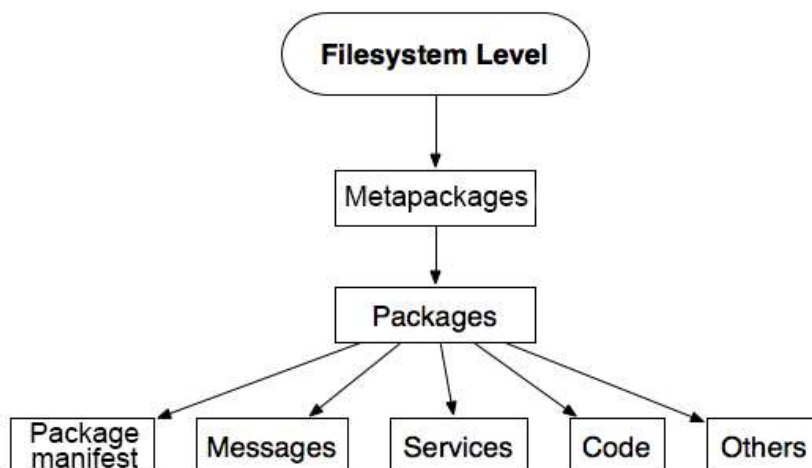 Filesystem Level
Metapackages
Packages
Package
manifest
Messages
Services
Code
Others